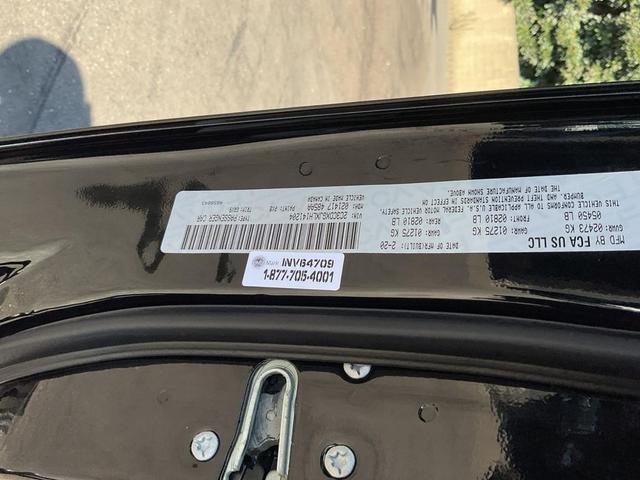 MFD BY FCA US LLC
DATE OF MFR/BUILT: 2-20
GVWR: 02473 KG
05450 LB
GAWR: 01275 KG
REAR: 01275 KG
02810 LB
02810 LB
THIS VEHICLE CONFORMS TO ALL APPLICABLE U.S.A. FEDERAL MOTOR VEHICLE SAFETY,
BUMPER, AND THEFT PREVENTION STANDARDS IN EFFECT
ON THE DATE OF MANUFACTURE SHOWN ABOVE.
TYPE: PASSENGER CAR
VEHICLE MADE IN CANADA
PAINT: PX8
INV64709
1-877-705-4001